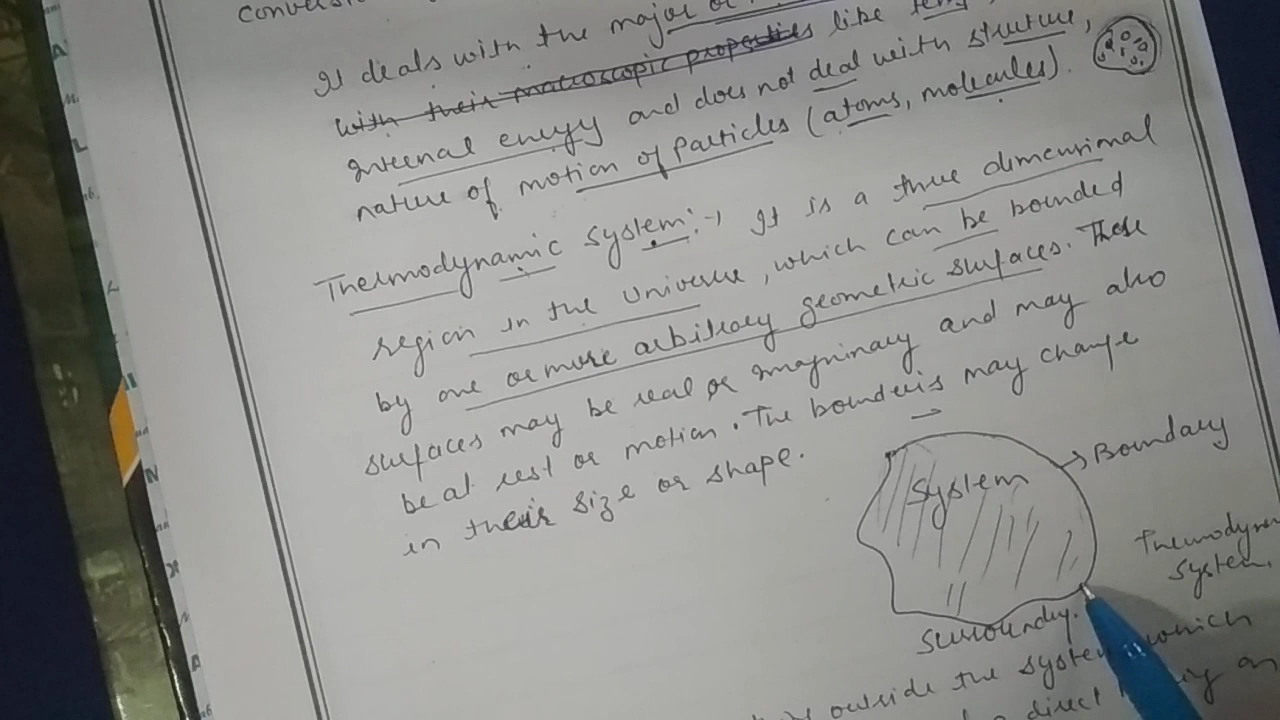 It deals with the major
with their macroscopic properties like
internal energy and does not deal with structure,
nature of motion of particles (atoms, molecules).
Thermodynamic system:→ It is a three dimensional
region in the universe, which can be bounded
by one or more arbitrary geometric surfaces. These
surfaces may be real or imaginary and may also
be at rest or motion. The bounderis may change
in their size or shape.
System
→ Boundary
System.
Surroundy.
outside the system which
direct